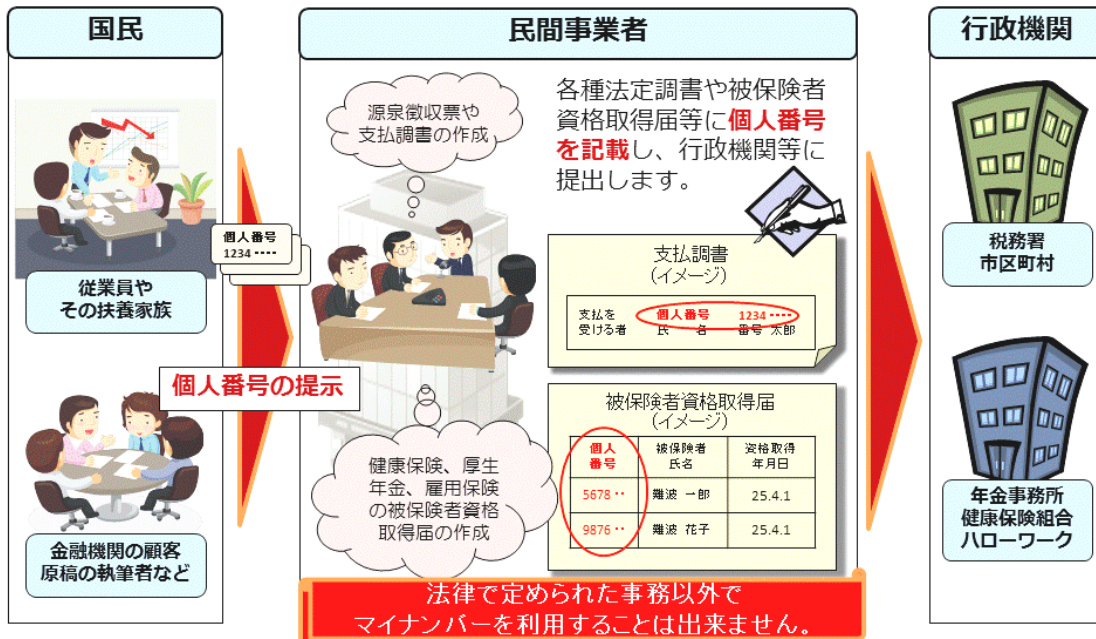 国民
民間事業者
行政機関
従業員や
その扶養家族
金融機関の顧客
原稿の執筆者など
個人番号
1234 ----
個人番号の提示
源泉徴収票や
支払調書の作成
健康保険、厚生
年金、雇用保険
の被保険者資格
取得届の作成
各種法定調書や被保険者
資格取得届等に個人番号
を記載し、行政機関等に
提出します。
支払調書
(イメージ)
支払を 個人番号 1234 ----
受ける者 氏 名 番号 太郎
被保険者資格取得届
(イメージ)
個人 被保険者 資格取得
番号 氏名 年月日
5678 ‥ 難波 一郎 25.4.1
9876 ‥ 難波 花子 25.4.1
法律で定められた事務以外で
マイナンバーを利用することは出来ません。
税務署
市区町村
年金事務所
健康保険組合
ハローワーク